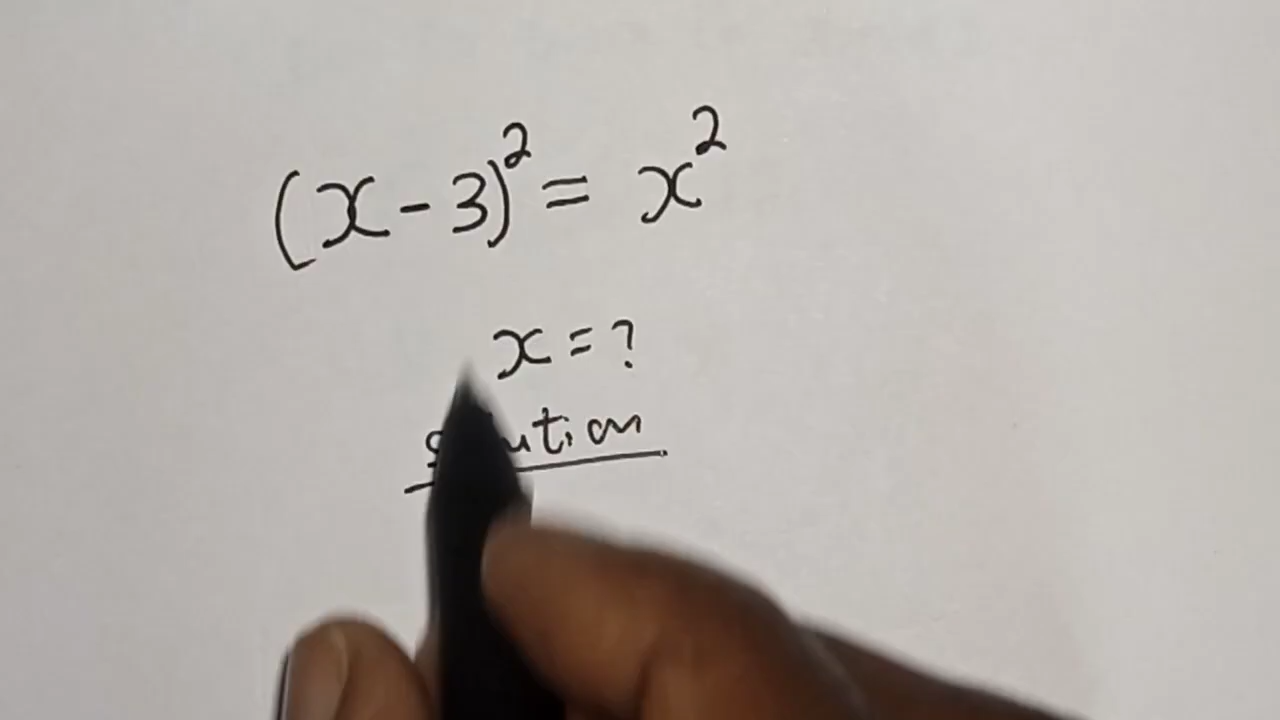 (x - 3)² = x²
x = ?